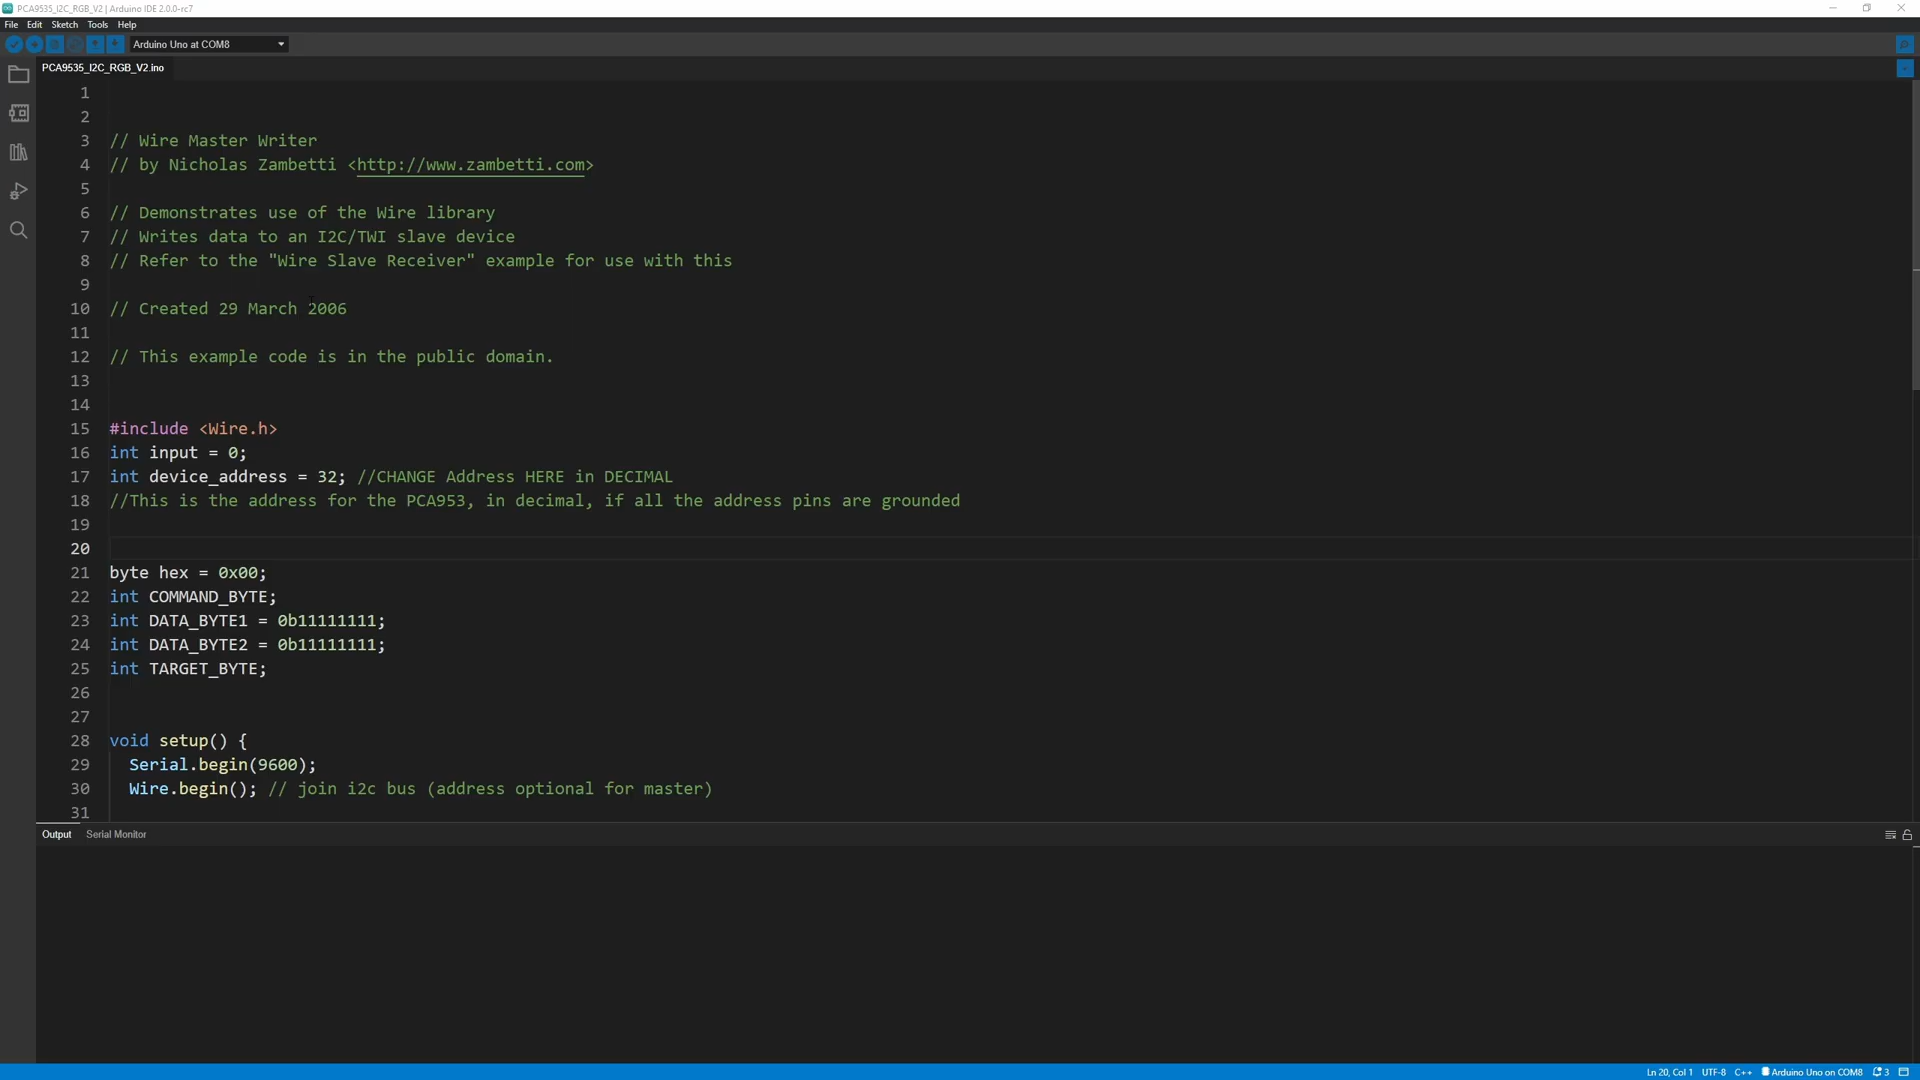 PCA9535_I2C_RGB_V2 | Arduino IDE 2.0.0-rc7
File Edit Sketch Tools Help
Arduino Uno at COM8
PCA9535_I2C_RGB_V2.ino
1
2
3 // Wire Master Writer
4 // by Nicholas Zambetti <http://www.zambetti.com>
5
6 // Demonstrates use of the Wire library
7 // Writes data to an I2C/TWI slave device
8 // Refer to the "Wire Slave Receiver" example for use with this
9
10 // Created 29 March 2006
11
12 // This example code is in the public domain.
13
14
15 #include <Wire.h>
16 int input = 0;
17 int device_address = 32; //CHANGE Address HERE in DECIMAL
18 //This is the address for the PCA953, in decimal, if all the address pins are grounded
19
20
21 byte hex = 0x00;
22 int COMMAND_BYTE;
23 int DATA_BYTE1 = 0b11111111;
24 int DATA_BYTE2 = 0b11111111;
25 int TARGET_BYTE;
26
27
28 void setup() {
29 Serial.begin(9600);
30 Wire.begin(); // join i2c bus (address optional for master)
31
Output Serial Monitor
Ln 20, Col 1 UTF-8 C++ Arduino Uno on COM8 3